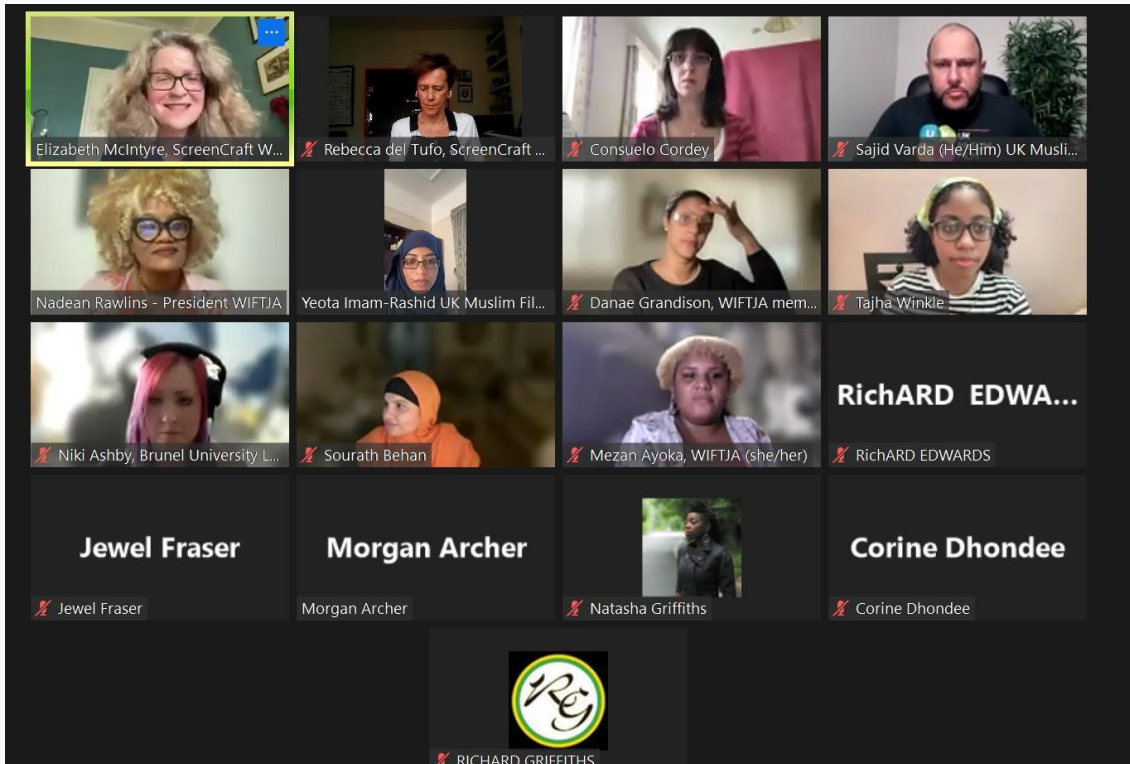 Elizabeth McIntyre, ScreenCraft W...
Rebecca del Tufo, ScreenCraft ...
Consuelo Cordey
Sajid Varda (He/Him) UK Musli...
UK
Nadean Rawlins - President WIFTJA
Yeota Imam-Rashid UK Muslim Fil...
Danae Grandison, WIFTJA mem...
Tajha Winkle
Niki Ashby, Brunel University L...
Sourath Behan
Mezan Ayoka, WIFTJA (she/her)
RichARD EDWA...
RichARD EDWARDS
Jewel Fraser
Jewel Fraser
Morgan Archer
Morgan Archer
Natasha Griffiths
Corine Dhondee
Corine Dhondee
RG
RICHARD GRIFFITHS